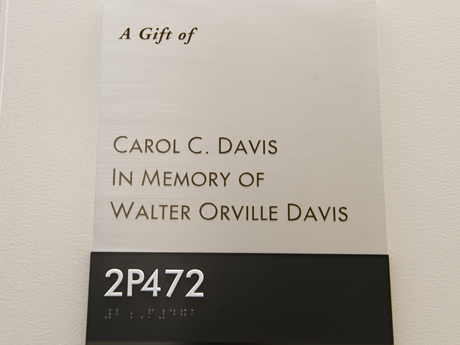 A Gift of
CAROL C. DAVIS
IN MEMORY OF
WALTER ORVILLE DAVIS
2P472